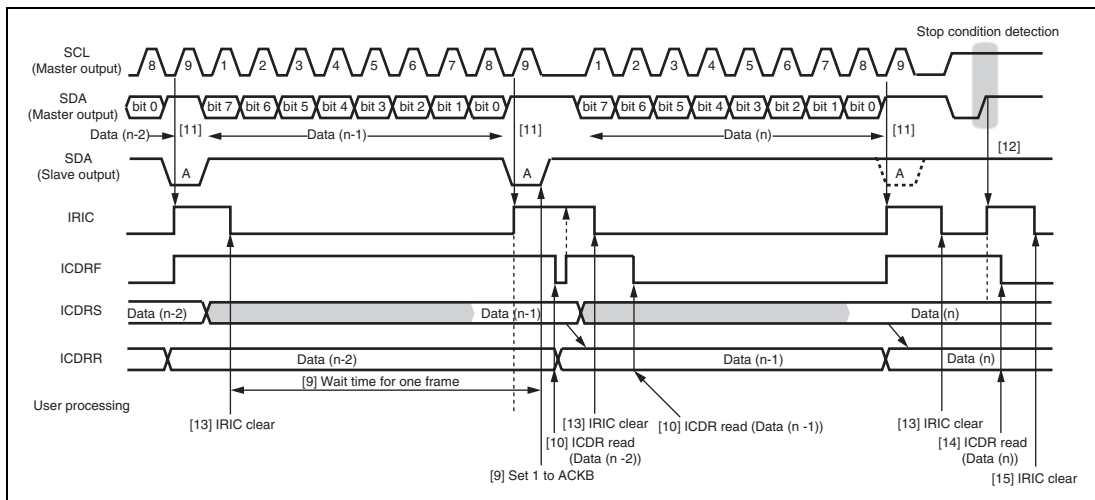 Stop condition detection
SCL
(Master output)
8 9 1 2 3 4 5 6 7 8 9 1 2 3 4 5 6 7 8 9
SDA
(Master output)
bit 0 bit 7 bit 6 bit 5 bit 4 bit 3 bit 2 bit 1 bit 0 bit 7 bit 6 bit 5 bit 4 bit 3 bit 2 bit 1 bit 0
Data (n-2) [11] Data (n-1) [11] Data (n) [11]
[12]
SDA
(Slave output)
A A A
IRIC
ICDRF
ICDRS
Data (n-2) Data (n-1) Data (n)
ICDRR
Data (n-2) Data (n-1) Data (n)
[9] Wait time for one frame
User processing
[13] IRIC clear [13] IRIC clear [10] ICDR read (Data (n -1)) [13] IRIC clear
[10] ICDR read
(Data (n -2))
[14] ICDR read
(Data (n))
[9] Set 1 to ACKB
[15] IRIC clear